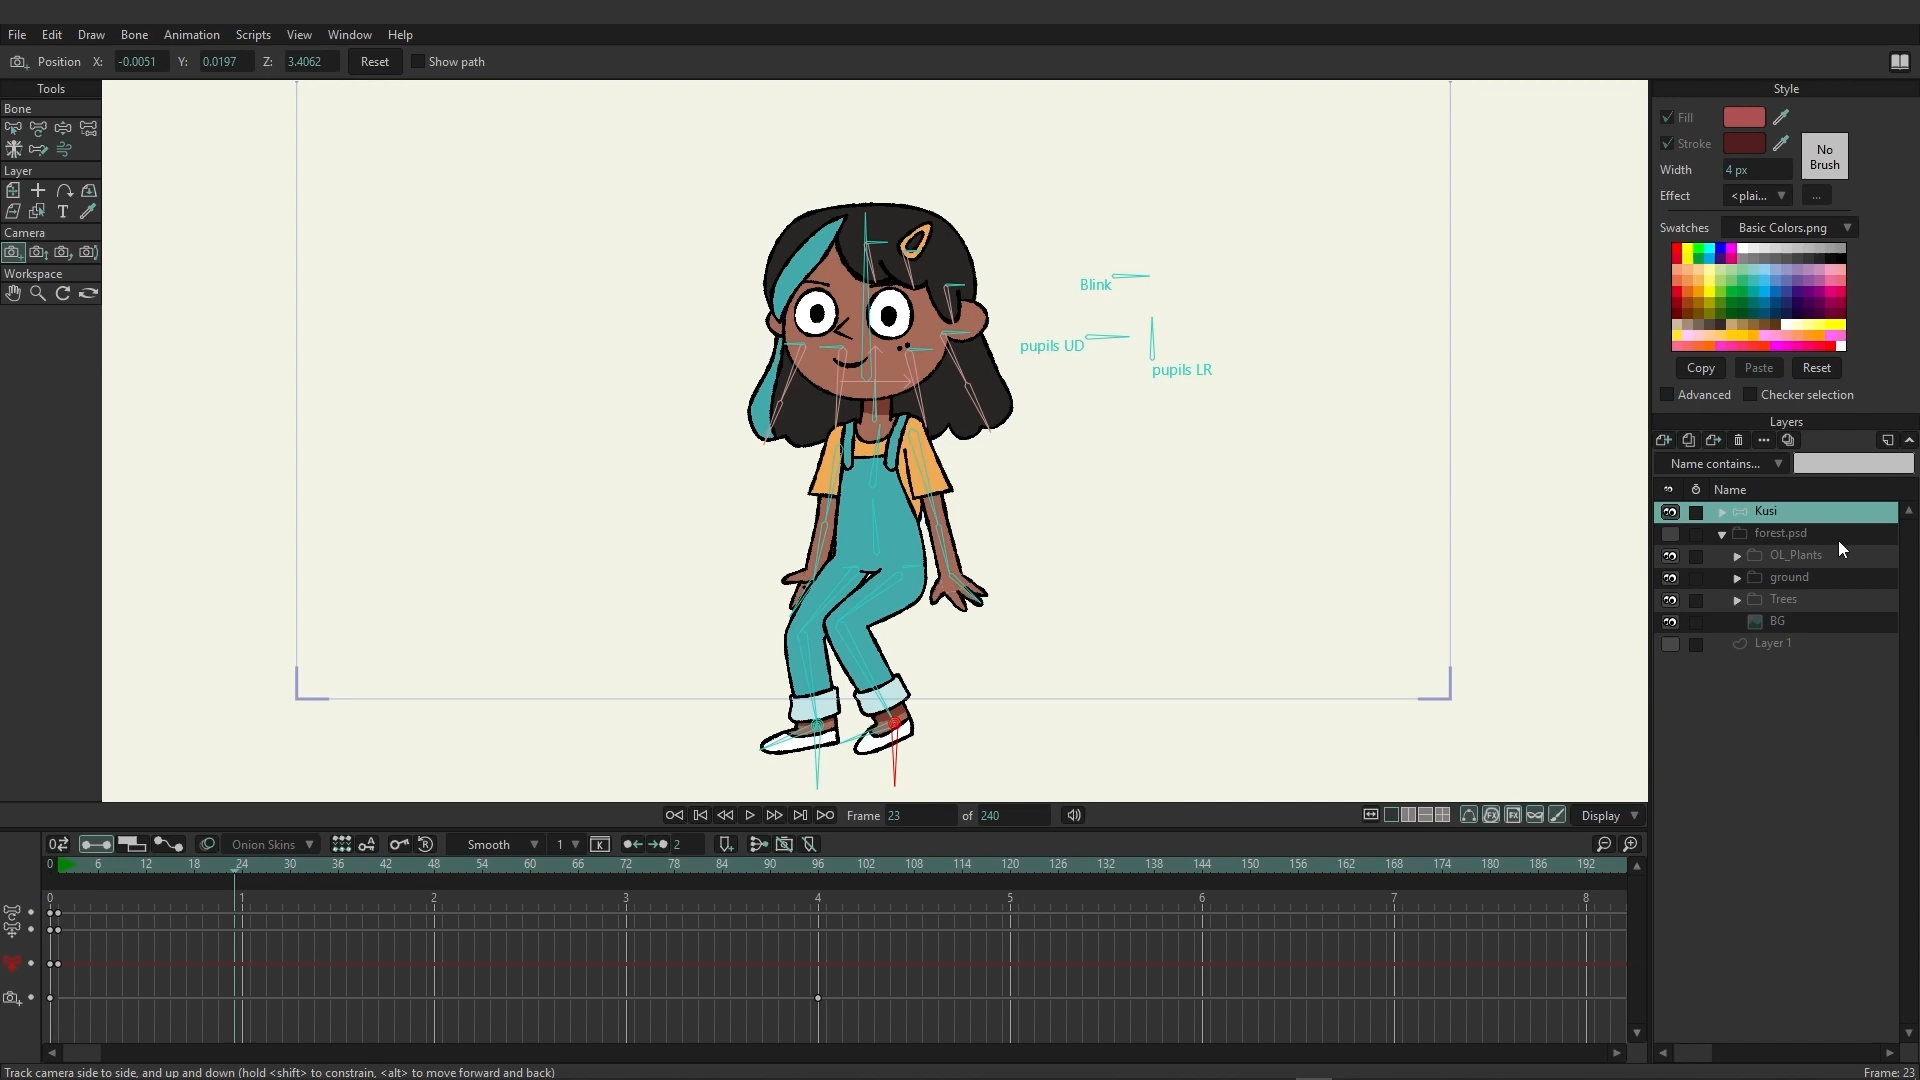 File Edit Draw Bone Animation Scripts View Window Help
Position X: -0.0051 Y: 0.0197 Z: 3.4062 Reset Show path
Tools
Bone
Layer
T
Camera
Workspace
Blink
pupils UD
pupils LR
Style
Fill
Stroke
No
Brush
Width 4 px
Effect <plai... ...
Swatches Basic Colors.png
Copy Paste Reset
Advanced Checker selection
Layers
Name contains...
Name
Kusi
forest.psd
OL_Plants
ground
Trees
BG
Layer 1
Frame 23 of 240
Display
Onion Skins
Smooth 1 K 2
0 6 12 18 24 30 36 42 48 54 60 66 72 78 84 90 96 102 108 114 120 126 132 138 144 150 156 162 168 174 180 186 192
0 1 2 3 4 5 6 7 8
Track camera side to side, and up and down (hold <shift> to constrain, <alt> to move forward and back)
Frame: 23